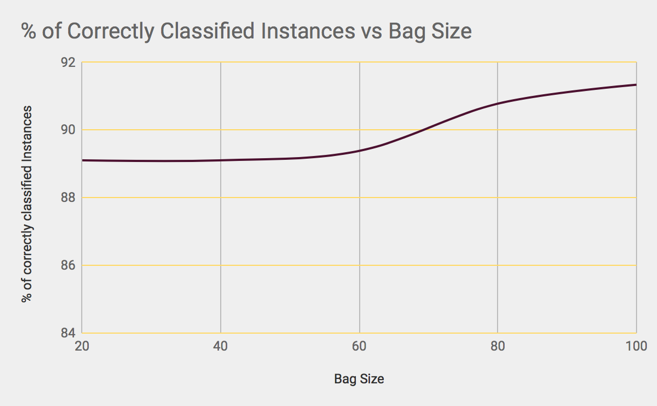 % of Correctly Classified Instances vs Bag Size
92
90
88
86
84
% of correctly classified Instances
20 40 60 80 100
Bag Size